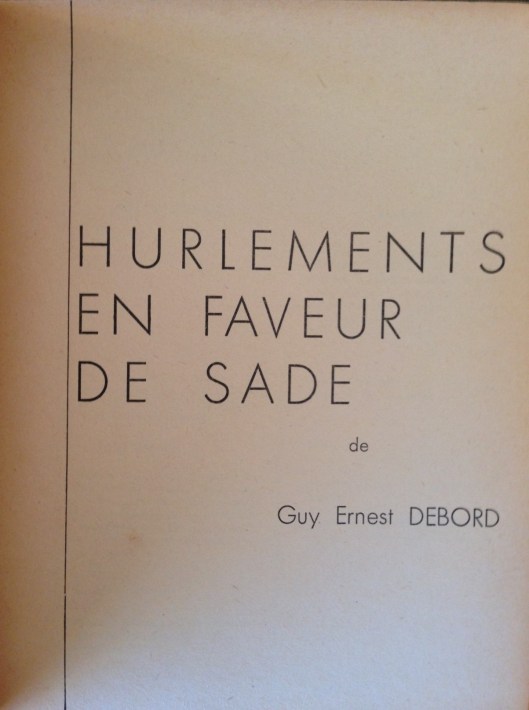 HURLEMENTS
EN FAVEUR
DE SADE
de
Guy Ernest DEBORD